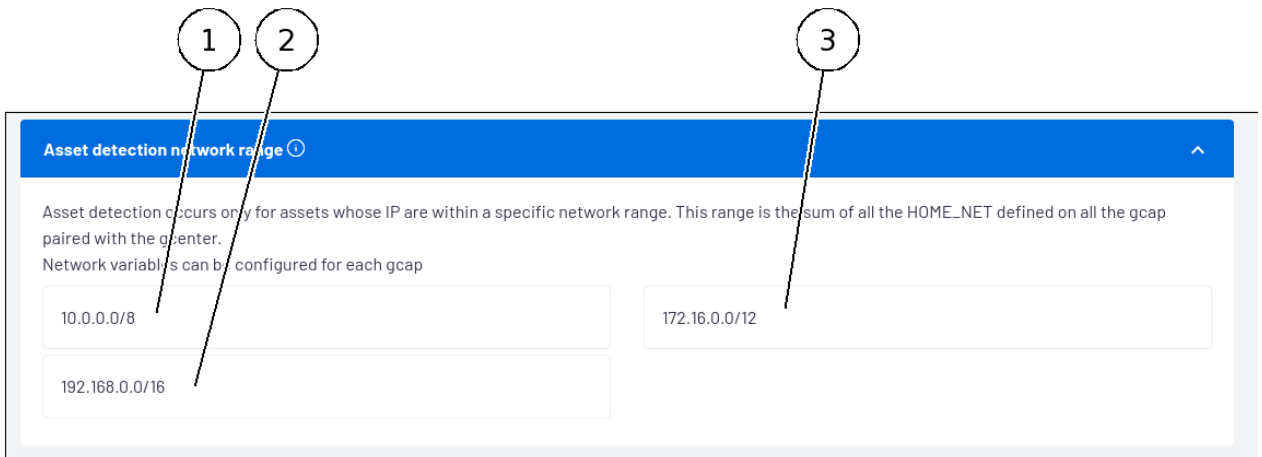 1 2 3
Asset detection network range
Asset detection occurs only for assets whose IP are within a specific network range. This range is the sum of all the HOME_NET defined on all the gcap
paired with the gcenter.
Network variables can be configured for each gcap
10.0.0.0/8 172.16.0.0/12
192.168.0.0/16